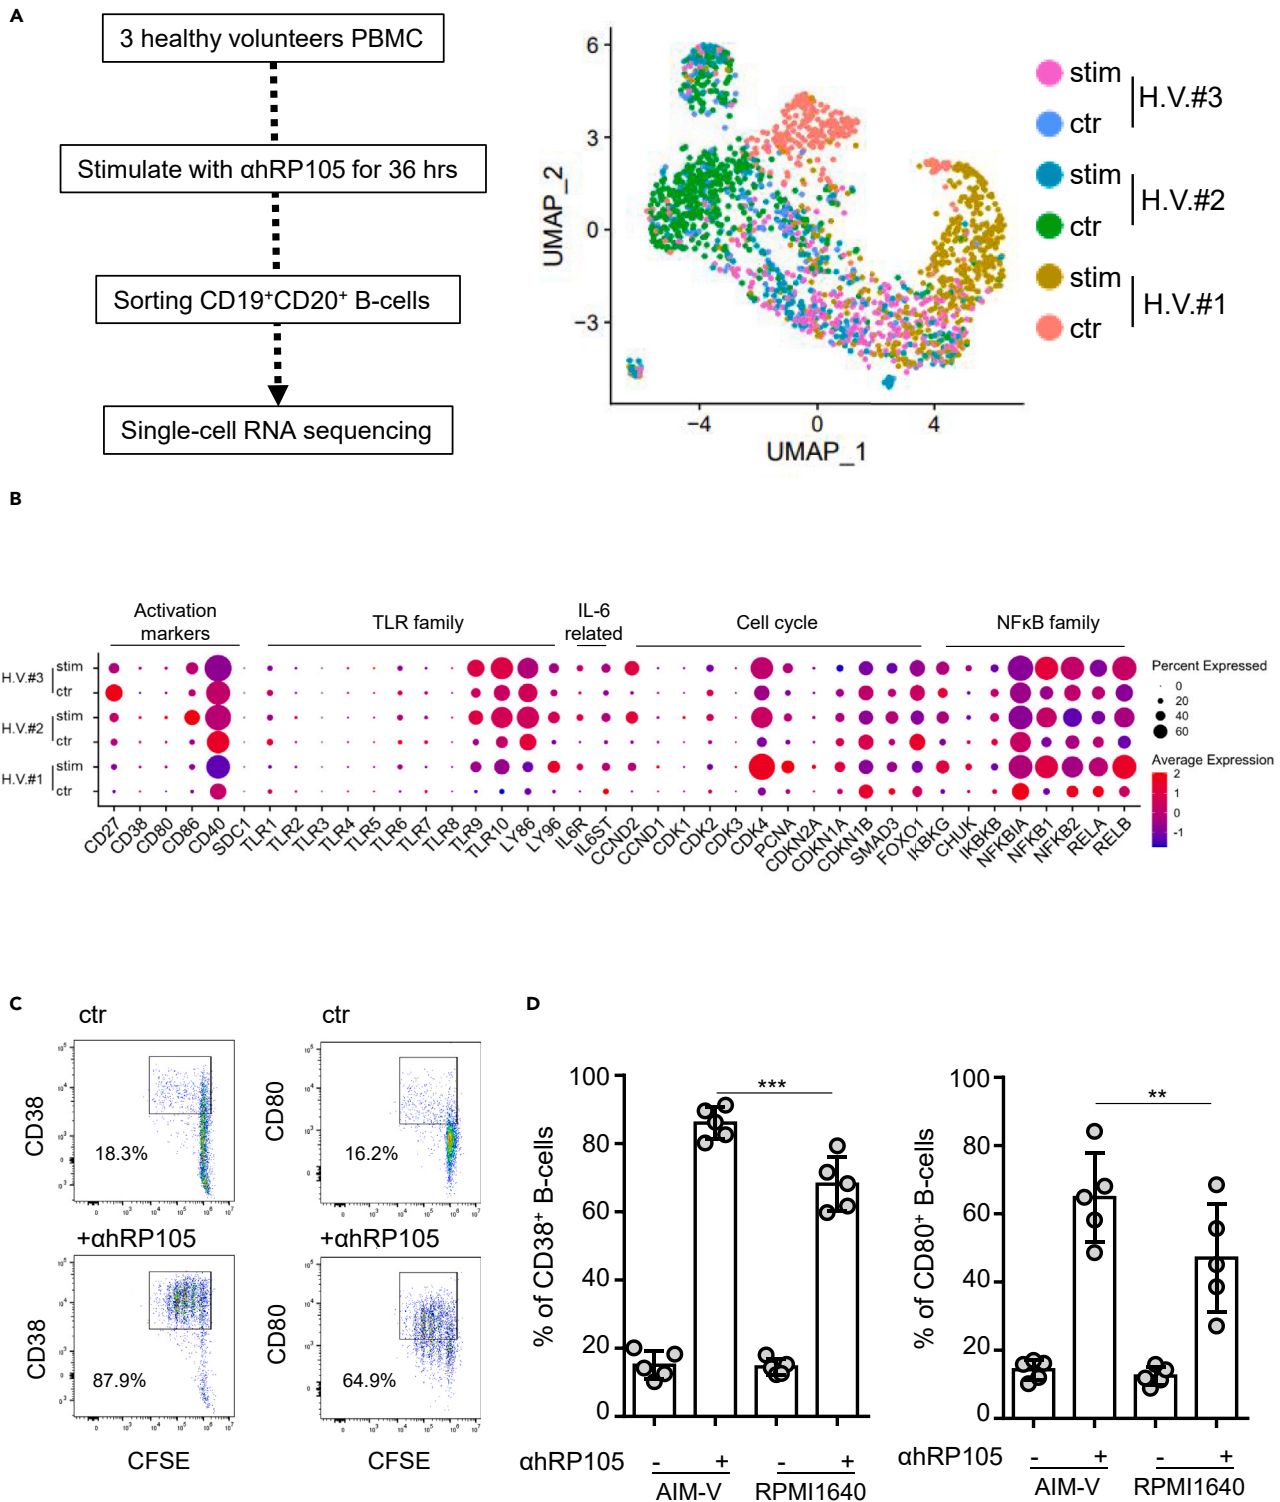 A
3 healthy volunteers PBMC
Stimulate with αhRP105 for 36 hrs
Sorting CD19⁺CD20⁺ B-cells
Single-cell RNA sequencing
UMAP_2
6
3
0
−3
−4 0 4
UMAP_1
stim
ctr
H.V.#3
stim
ctr
H.V.#2
stim
ctr
H.V.#1
B
Activation
markers
TLR family
IL-6
related
Cell cycle
NFκB family
H.V.#3
stim
ctr
H.V.#2
stim
ctr
H.V.#1
stim
ctr
CD27 CD38 CD80 CD86 CD40 SDC1 TLR1 TLR2 TLR3 TLR4 TLR5 TLR6 TLR7 TLR8 TLR9 TLR10 LY86 LY96 IL6R IL6ST CCND2 CCND1 CDK1 CDK2 CDK3 CDK4 PCNA CDKN2A CDKN1A CDKN1B SMAD3 FOXO1 IKBKG CHUK IKBKB NFKBIA NFKB1 NFKB2 RELA RELB
Percent Expressed
0
20
40
60
Average Expression
2
1
0
-1
C
ctr
CD38
18.3%
ctr
CD80
16.2%
+αhRP105
CD38
87.9%
CFSE
+αhRP105
CD80
64.9%
CFSE
D
% of CD38⁺ B-cells
100
80
60
40
20
0
***
αhRP105 - + - +
AIM-V RPMI1640
% of CD80⁺ B-cells
100
80
60
40
20
0
**
αhRP105 - + - +
AIM-V RPMI1640